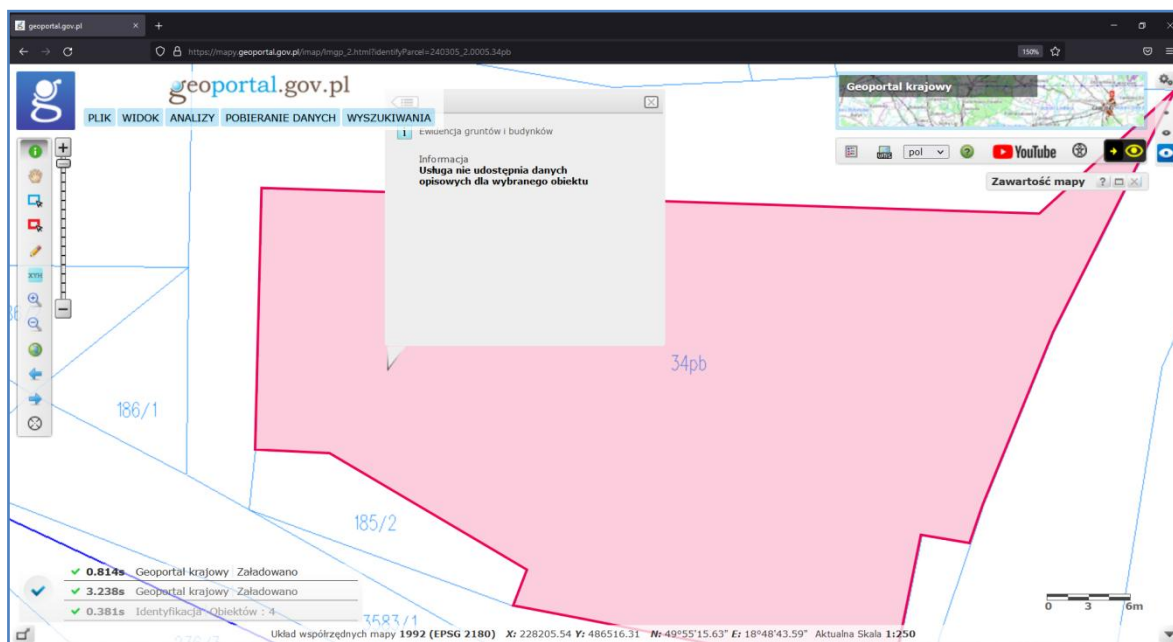 geoportal.gov.pl
https://mapy.geoportal.gov.pl/imap/Imgp_2.html?identifyParcel=240305_2.0005.34pb
150%
geoportal.gov.pl
PLIK WIDOK ANALIZY POBIERANIE DANYCH WYSZUKIWANIA
Geoportal krajowy
pol
YouTube
Zawartość mapy
Ewidencja gruntów i budynków
Informacja
Usługa nie udostępnia danych
opisowych dla wybranego obiektu
XYH
34pb
186/1
185/2
3583/1
0.814s Geoportal krajowy Załadowano
3.238s Geoportal krajowy Załadowano
0.381s Identyfikacja Obiektów : 4
0 3 6m
Układ współrzędnych mapy 1992 (EPSG 2180) X: 228205.54 Y: 486516.31 N: 49°55'15.63" E: 18°48'43.59" Aktualna Skala 1:250